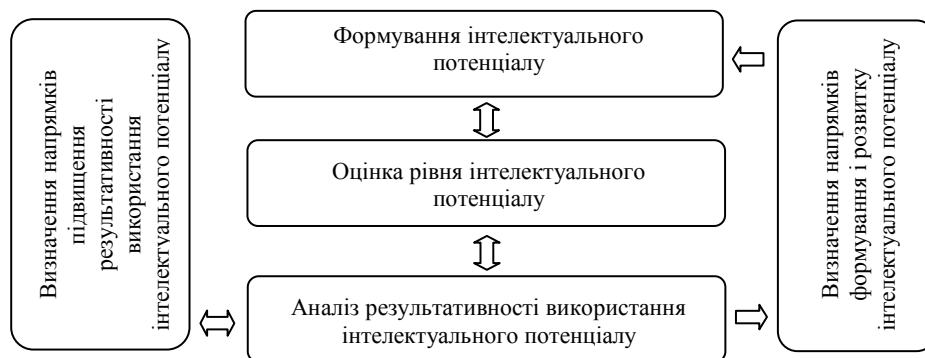 Визначення напрямків
підвищення
результативності
використання
інтелектуального потенціалу
Формування інтелектуального
потенціалу
Оцінка рівня інтелектуального
потенціалу
Аналіз результативності використання
інтелектуального потенціалу
Визначення напрямків
формування і розвитку
інтелектуального потенціалу